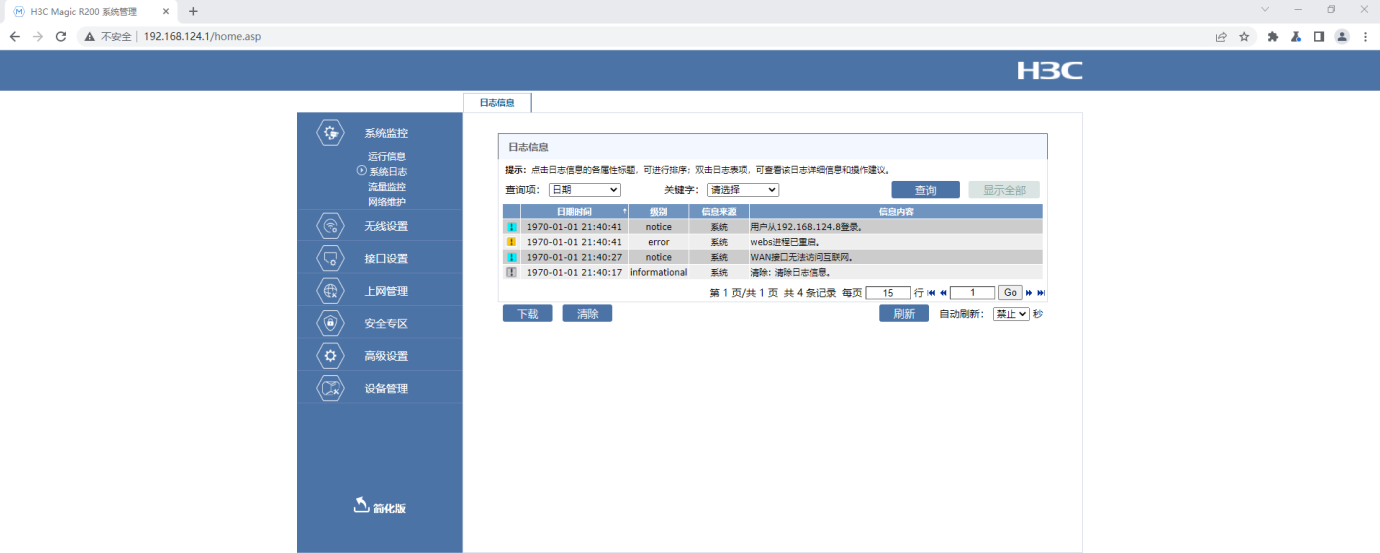 H3C Magic R200 系统管理
不安全 192.168.124.1/home.asp
H3C
日志信息
系统监控
运行信息
系统日志
流量监控
网络维护
无线设置
接口设置
上网管理
安全专区
高级设置
设备管理
简化版
日志信息
提示：点击日志信息的各属性标题，可进行排序；双击日志表项，可查看该日志详细信息和操作建议。
查询项： 日期 关键字： 请选择 查询 显示全部
日期时间 级别 信息来源 信息内容
1970-01-01 21:40:41 notice 系统 用户从192.168.124.8登录。
1970-01-01 21:40:41 error 系统 webs进程已重启。
1970-01-01 21:40:27 notice 系统 WAN接口无法访问互联网。
1970-01-01 21:40:17 informational 系统 清除：清除日志信息。
第 1 页/共 1 页 共 4 条记录 每页 15 行 1 Go
下载 清除 刷新 自动刷新： 禁止 秒